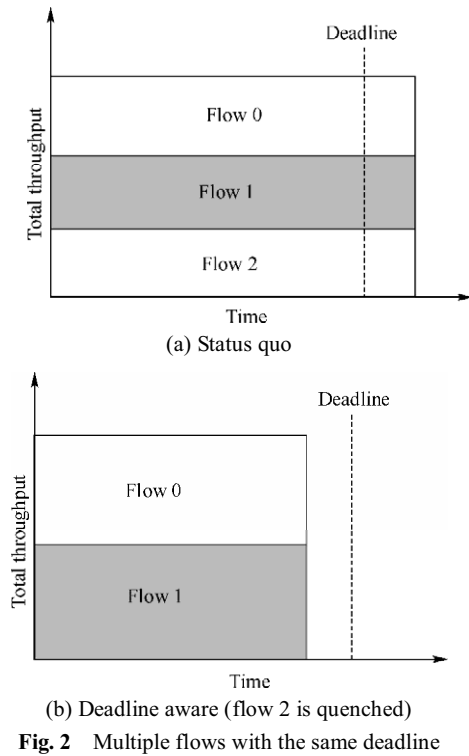 Deadline
Total throughput
Flow 0
Flow 1
Flow 2
Time
(a) Status quo
Deadline
Total throughput
Flow 0
Flow 1
Time
(b) Deadline aware (flow 2 is quenched)
Fig. 2 Multiple flows with the same deadline